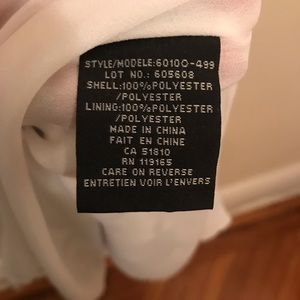 STYLE/MODELE:60100-499
LOT NO.: 605608
SHELL:100%POLYESTER
/POLYESTER
LINING:100%POLYESTER
/POLYESTER
MADE IN CHINA
FAIT EN CHINE
CA 51810
RN 119165
CARE ON REVERSE
ENTRETIEN VOIR L'ENVERS